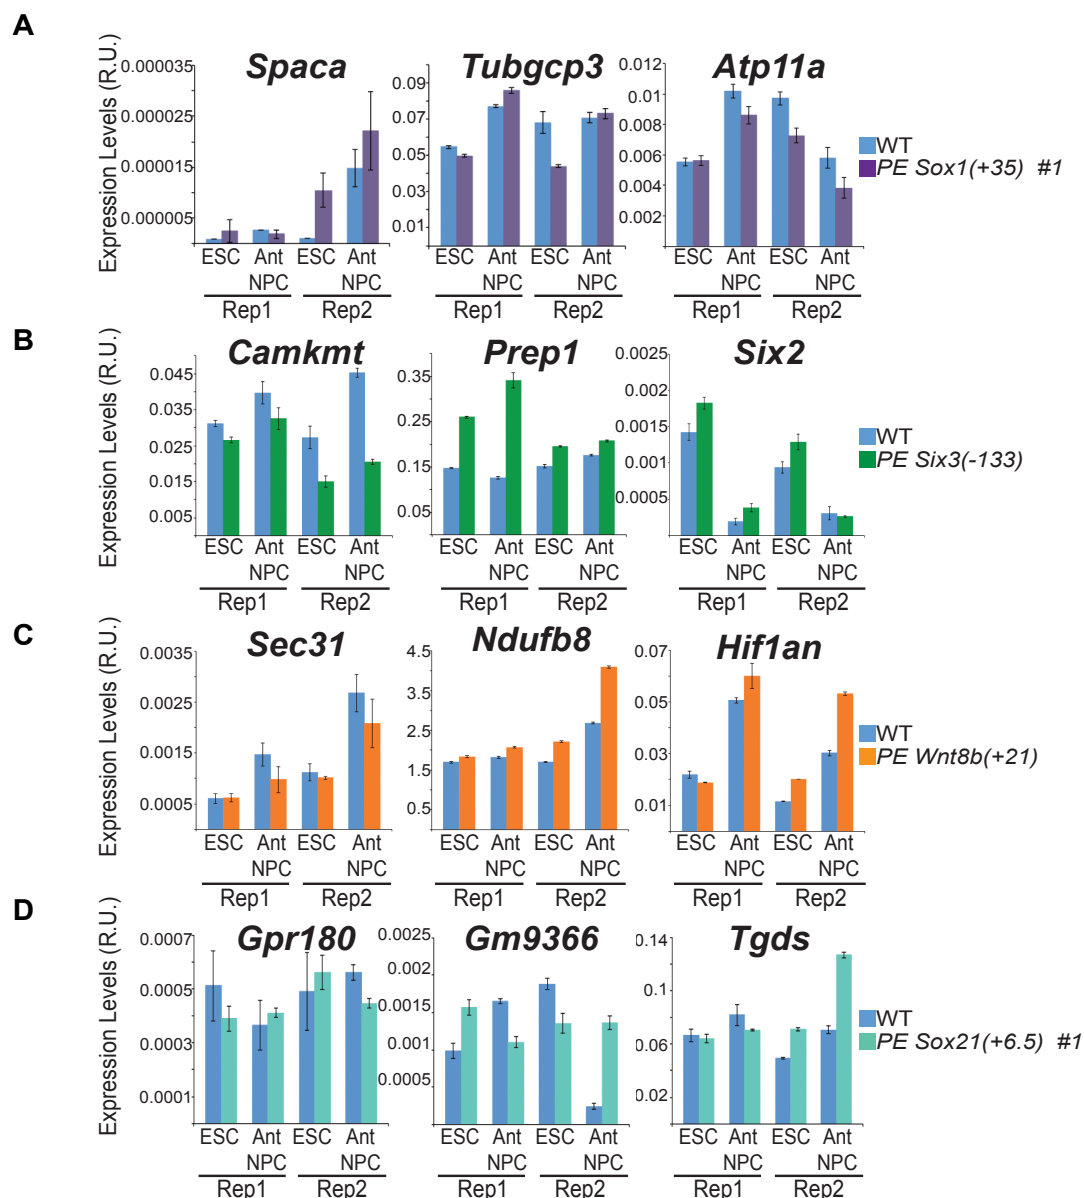 A
Expression Levels (R.U.)
Spaca
0.000035
0.000025
0.000015
0.000005
ESC Ant ESC Ant
NPC NPC
Rep1 Rep2
Tubgcp3
0.09
0.07
0.05
0.03
0.01
ESC Ant ESC Ant
NPC NPC
Rep1 Rep2
Atp11a
0.012
0.01
0.008
0.006
0.004
0.002
ESC Ant ESC Ant
NPC NPC
Rep1 Rep2
WT
PE Sox1(+35) #1
B
Expression Levels (R.U.)
Camkmt
0.045
0.035
0.025
0.015
0.005
ESC Ant ESC Ant
NPC NPC
Rep1 Rep2
Prep1
0.35
0.25
0.15
0.05
ESC Ant ESC Ant
NPC NPC
Rep1 Rep2
Six2
0.0025
0.0015
0.001
0.0005
ESC Ant ESC Ant
NPC NPC
Rep1 Rep2
WT
PE Six3(-133)
C
Expression Levels (R.U.)
Sec31
0.0035
0.0025
0.0015
0.0005
ESC Ant ESC Ant
NPC NPC
Rep1 Rep2
Ndufb8
4.5
3.5
2.5
1.5
0.5
ESC Ant ESC Ant
NPC NPC
Rep1 Rep2
Hif1an
0.07
0.05
0.03
0.01
ESC Ant ESC Ant
NPC NPC
Rep1 Rep2
WT
PE Wnt8b(+21)
D
Expression Levels (R.U.)
Gpr180
0.0007
0.0005
0.0003
0.0001
ESC Ant ESC Ant
NPC NPC
Rep1 Rep2
Gm9366
0.0025
0.002
0.0015
0.001
0.0005
ESC Ant ESC Ant
NPC NPC
Rep1 Rep2
Tgds
0.14
0.1
0.06
0.02
ESC Ant ESC Ant
NPC NPC
Rep1 Rep2
WT
PE Sox21(+6.5) #1